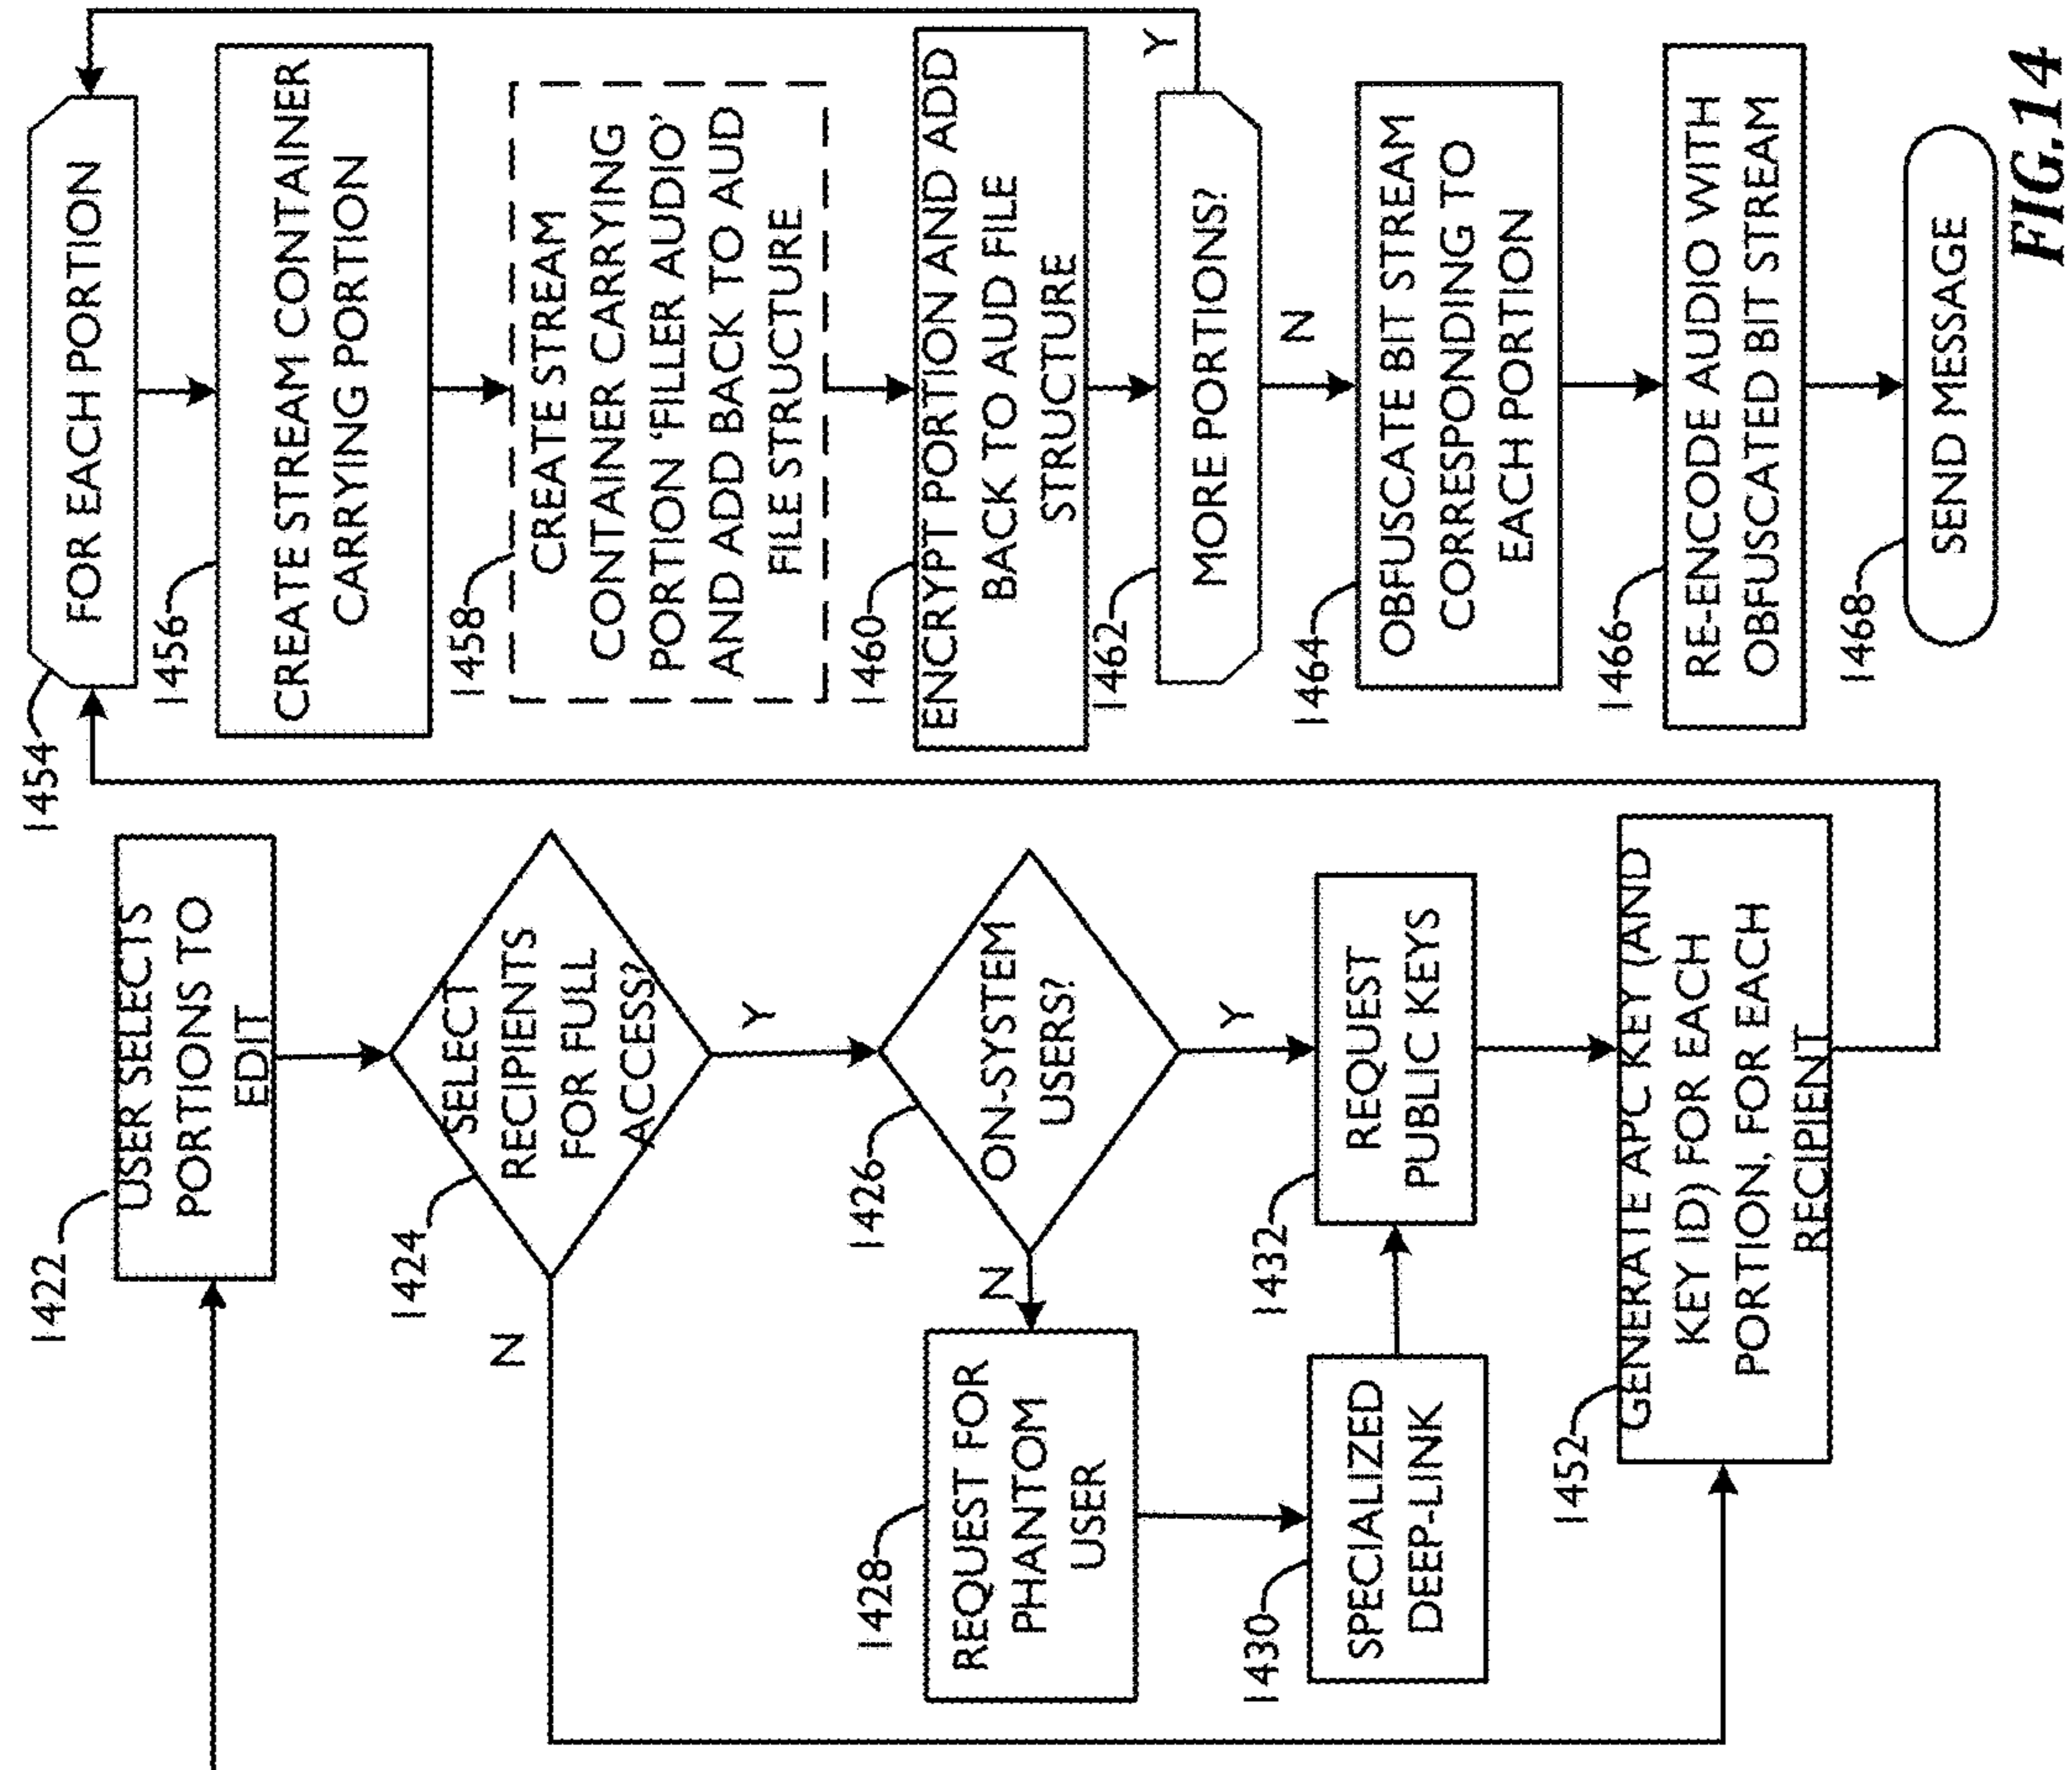 1422
USER SELECTS
PORTIONS TO
EDIT
1424
SELECT
RECIPIENTS
FOR FULL
ACCESS?
N
Y
1426
ON-SYSTEM
USERS?
N
Y
1428
REQUEST FOR
PHANTOM
USER
1430
SPECIALIZED
DEEP-LINK
1432
REQUEST
PUBLIC KEYS
1452
GENERATE APC KEY (AND
KEY ID) FOR EACH
PORTION, FOR EACH
RECIPIENT
1454
FOR EACH PORTION
1456
CREATE STREAM CONTAINER
CARRYING PORTION
1458
CREATE STREAM
CONTAINER CARRYING
PORTION 'FILLER AUDIO'
AND ADD BACK TO AUD
FILE STRUCTURE
1460
ENCRYPT PORTION AND ADD
BACK TO AUD FILE
STRUCTURE
1462
MORE PORTIONS?
Y
N
1464
OBFUSCATE BIT STREAM
CORRESPONDING TO
EACH PORTION
1466
RE-ENCODE AUDIO WITH
OBFUSCATED BIT STREAM
1468
SEND MESSAGE
FIG.14